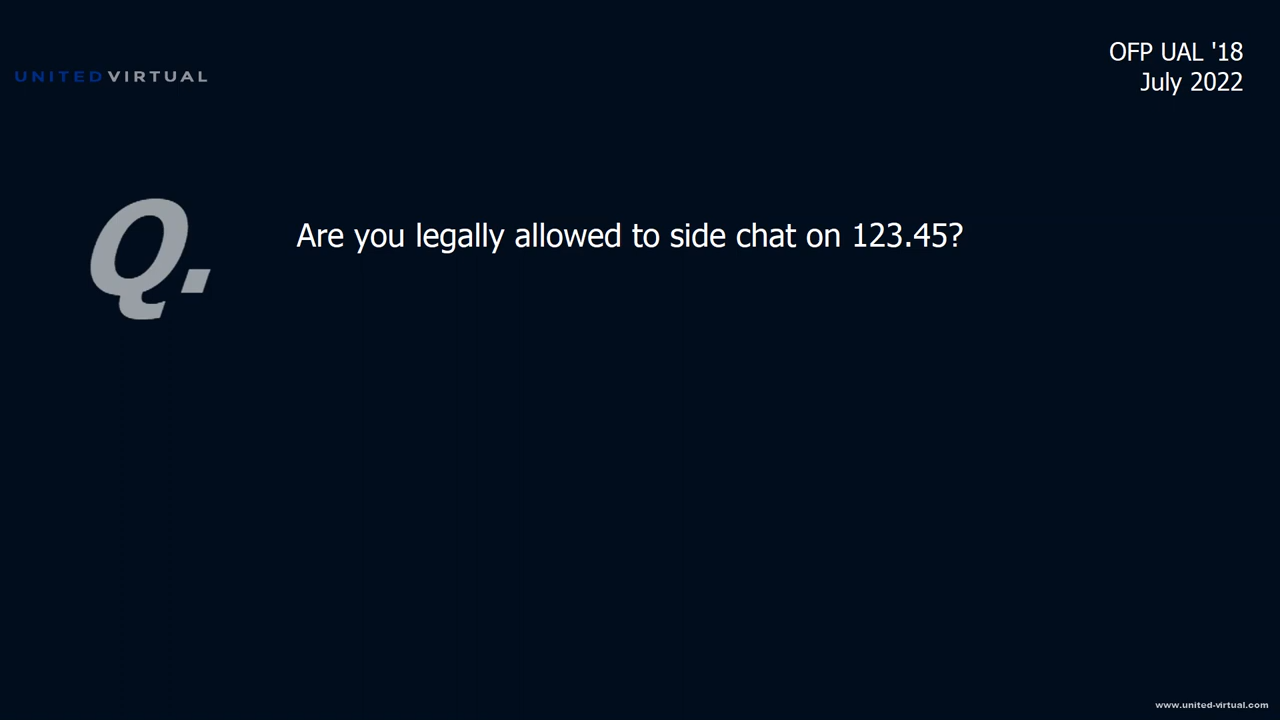 UNITEDVIRTUAL
OFP UAL '18
July 2022
Q.
Are you legally allowed to side chat on 123.45?
www.united-virtual.com